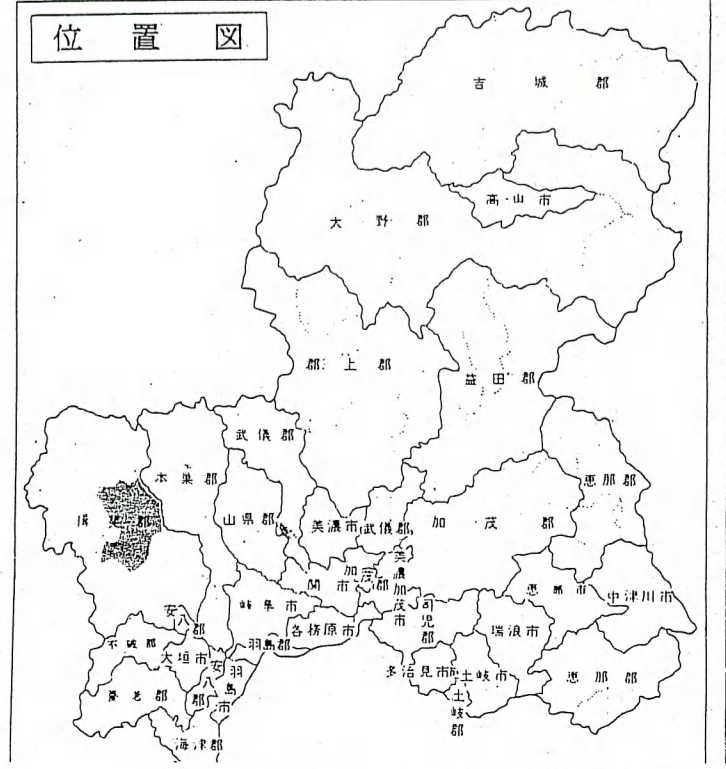 位置図
吉城郡
高山市
大野郡
郡上郡
益田郡
武儀郡
本巣郡
恵那郡
揖斐郡
山県郡
美濃市
武儀郡
加茂郡
美濃加茂市
加茂郡
関市
恵那市
中津川市
岐阜市
可児郡
安八郡
各務原市
瑞浪市
不破郡
羽島郡
大垣市
安八郡
羽島市
多治見市
土岐市
恵那郡
養老郡
土岐郡
海津郡